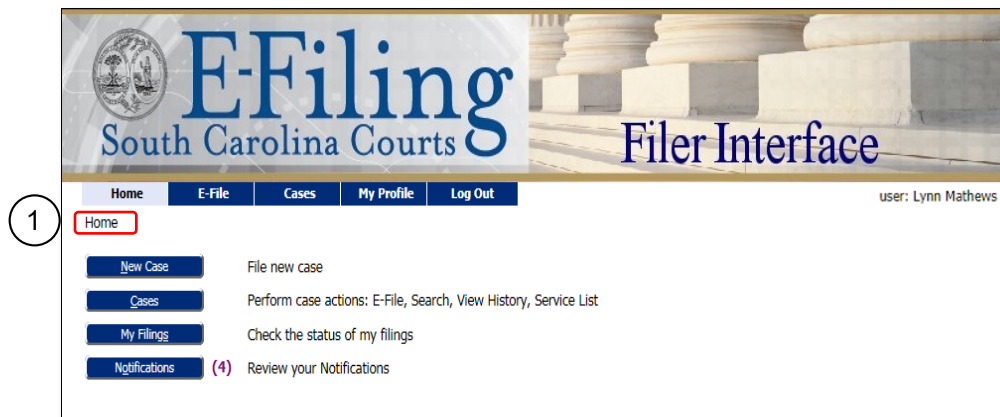 E-Filing
South Carolina Courts
Filer Interface
Home E-File Cases My Profile Log Out
user: Lynn Mathews
1
Home
New Case File new case
Cases Perform case actions: E-File, Search, View History, Service List
My Filings Check the status of my filings
Notifications (4) Review your Notifications